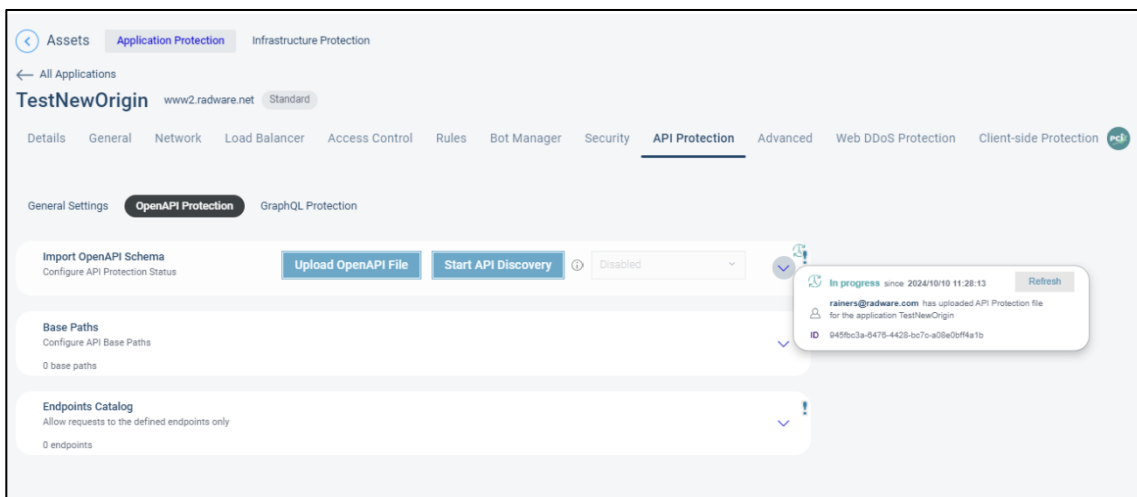 Assets Application Protection Infrastructure Protection
All Applications
TestNewOrigin www2.radware.net Standard
Details General Network Load Balancer Access Control Rules Bot Manager Security API Protection Advanced Web DDoS Protection Client-side Protection PCI
General Settings OpenAPI Protection GraphQL Protection
Import OpenAPI Schema
Configure API Protection Status
Upload OpenAPI File Start API Discovery Disabled
In progress since 2024/10/10 11:28:13 Refresh
rainers@radware.com has uploaded API Protection file
for the application TestNewOrigin
ID 945fbc3a-6476-4428-bc7c-a08e0bff4a1b
Base Paths
Configure API Base Paths
0 base paths
Endpoints Catalog
Allow requests to the defined endpoints only
0 endpoints